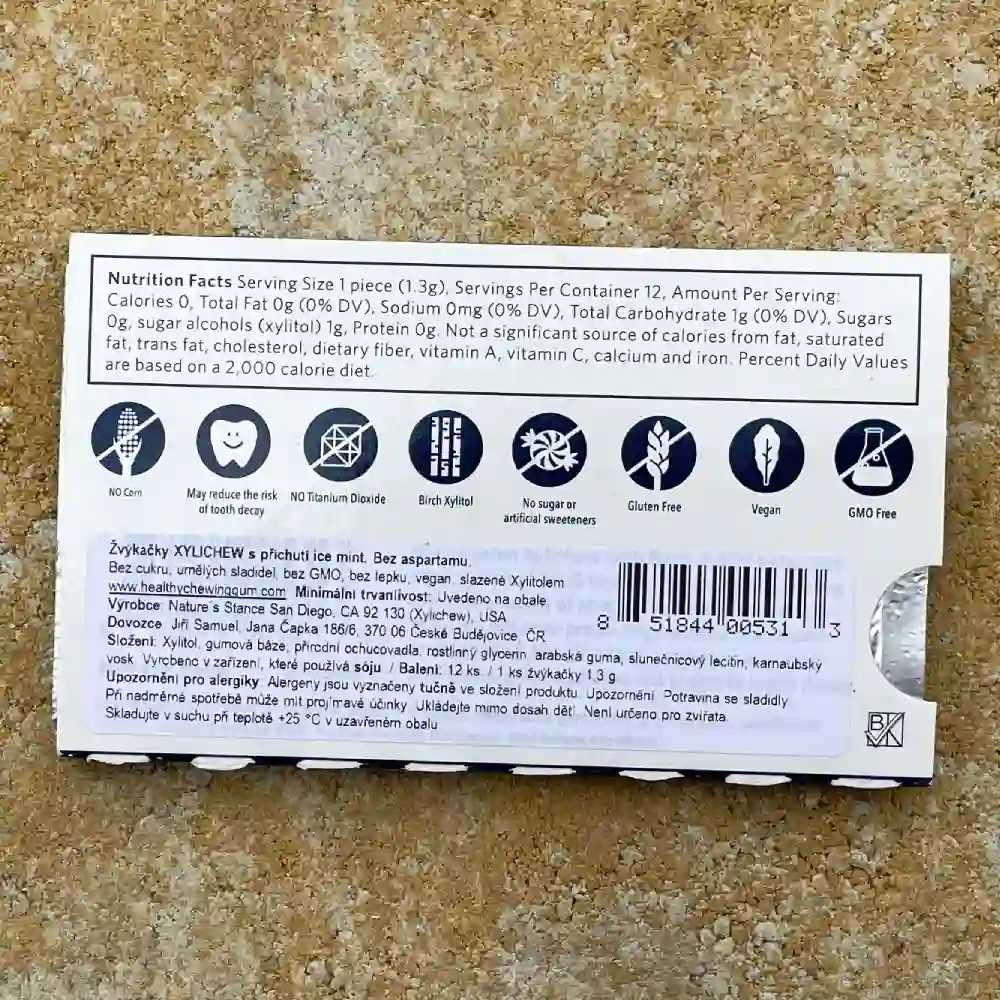 Nutrition Facts Serving Size 1 piece (1.3g), Servings Per Container 12, Amount Per Serving:
Calories 0, Total Fat 0g (0% DV), Sodium 0mg (0% DV), Total Carbohydrate 1g (0% DV), Sugars
0g, sugar alcohols (xylitol) 1g, Protein 0g. Not a significant source of calories from fat, saturated
fat, trans fat, cholesterol, dietary fiber, vitamin A, vitamin C, calcium and iron. Percent Daily Values
are based on a 2,000 calorie diet.
NO Corn
May reduce the risk
of tooth decay
NO Titanium Dioxide
Birch Xylitol
No sugar or
artificial sweeteners
Gluten Free
Vegan
GMO Free
Žvýkačky XYLICHEW s příchutí ice mint. Bez aspartamu.
Bez cukru, umělých sladidel, bez GMO, bez lepku, vegan, slazené Xylitolem
www.healthychewinggum.com Minimální trvanlivost: Uvedeno na obale
Výrobce: Nature's Stance San Diego, CA 92 130 (Xylichew), USA
Dovozce: Jiří Samuel, Jana Čapka 186/6, 370 06 České Budějovice, ČR
Složení: Xylitol, gumová báze, přírodní ochucovadla, rostlinný glycerin, arabská guma, slunečnicový lecitin, karnaubský
vosk. Vyrobeno v zařízení, které používá sóju / Balení: 12 ks / 1 ks žvýkačky 1,3 g
Upozornění pro alergiky: Alergeny jsou vyznačeny tučně ve složení produktu. Upozornění: Potravina se sladidly
Při nadměrné spotřebě může mít projímavé účinky. Ukládejte mimo dosah dětí. Není určeno pro zvířata.
Skladujte v suchu při teplotě +25 °C v uzavřeném obalu.
8 51844 00531 3